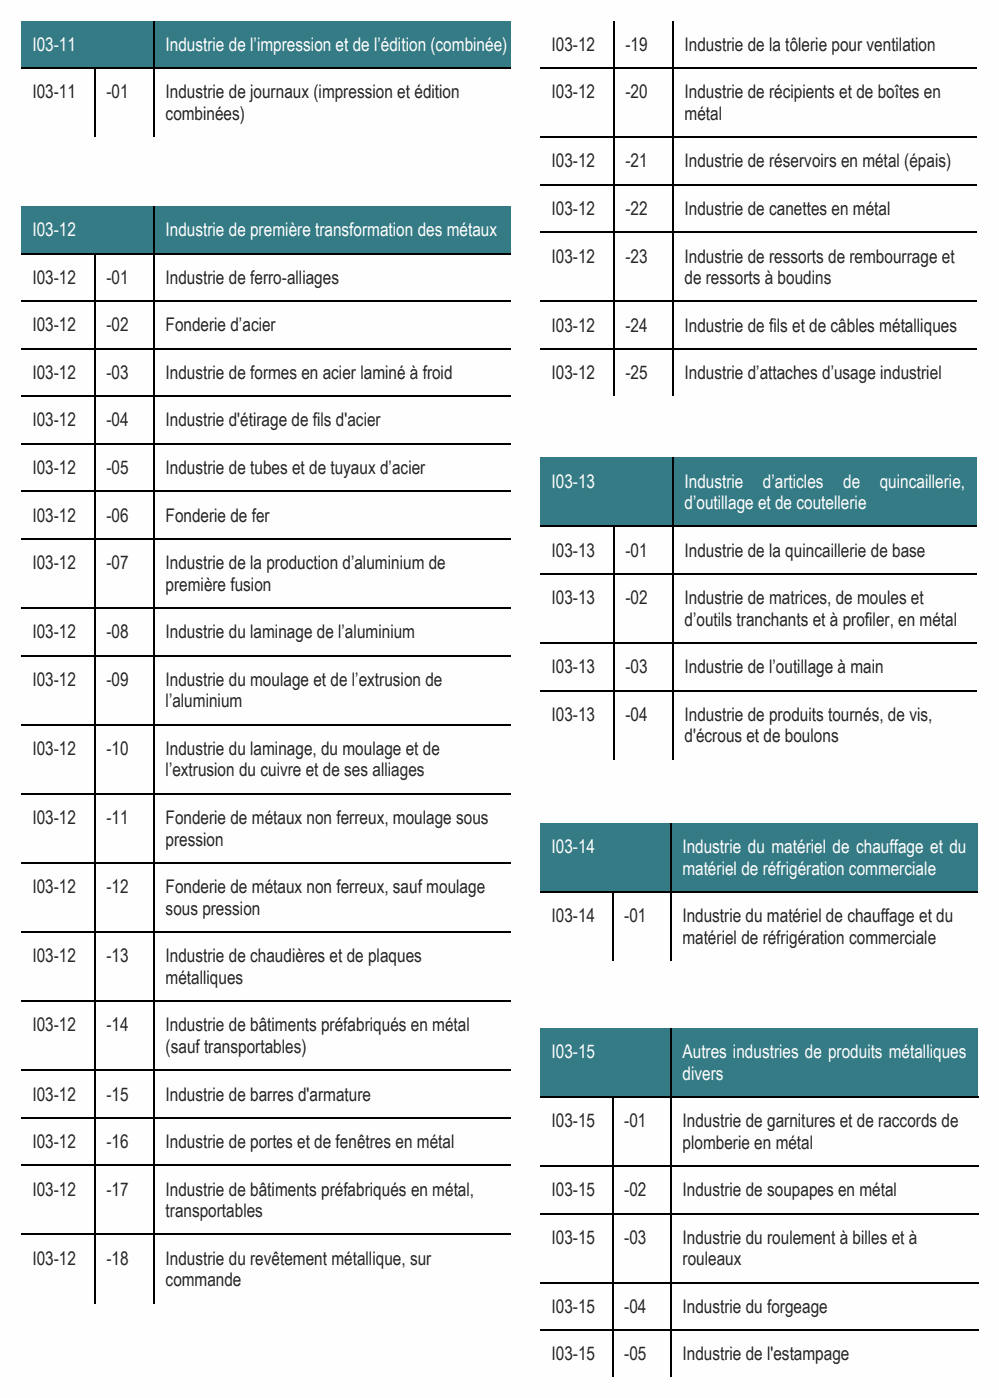 I03-11 Industrie de l’impression et de l’édition (combinée)
I03-11 -01 Industrie de journaux (impression et édition
combinées)
I03-12 Industrie de première transformation des métaux
I03-12 -01 Industrie de ferro-alliages
I03-12 -02 Fonderie d’acier
I03-12 -03 Industrie de formes en acier laminé à froid
I03-12 -04 Industrie d'étirage de fils d'acier
I03-12 -05 Industrie de tubes et de tuyaux d’acier
I03-12 -06 Fonderie de fer
I03-12 -07 Industrie de la production d’aluminium de
première fusion
I03-12 -08 Industrie du laminage de l’aluminium
I03-12 -09 Industrie du moulage et de l’extrusion de
l’aluminium
I03-12 -10 Industrie du laminage, du moulage et de
l’extrusion du cuivre et de ses alliages
I03-12 -11 Fonderie de métaux non ferreux, moulage sous
pression
I03-12 -12 Fonderie de métaux non ferreux, sauf moulage
sous pression
I03-12 -13 Industrie de chaudières et de plaques
métalliques
I03-12 -14 Industrie de bâtiments préfabriqués en métal
(sauf transportables)
I03-12 -15 Industrie de barres d'armature
I03-12 -16 Industrie de portes et de fenêtres en métal
I03-12 -17 Industrie de bâtiments préfabriqués en métal,
transportables
I03-12 -18 Industrie du revêtement métallique, sur
commande
I03-12 -19 Industrie de la tôlerie pour ventilation
I03-12 -20 Industrie de récipients et de boîtes en
métal
I03-12 -21 Industrie de réservoirs en métal (épais)
I03-12 -22 Industrie de canettes en métal
I03-12 -23 Industrie de ressorts de rembourrage et
de ressorts à boudins
I03-12 -24 Industrie de fils et de câbles métalliques
I03-12 -25 Industrie d’attaches d’usage industriel
I03-13 Industrie d’articles de quincaillerie,
d’outillage et de coutellerie
I03-13 -01 Industrie de la quincaillerie de base
I03-13 -02 Industrie de matrices, de moules et
d’outils tranchants et à profiler, en métal
I03-13 -03 Industrie de l’outillage à main
I03-13 -04 Industrie de produits tournés, de vis,
d'écrous et de boulons
I03-14 Industrie du matériel de chauffage et du
matériel de réfrigération commerciale
I03-14 -01 Industrie du matériel de chauffage et du
matériel de réfrigération commerciale
I03-15 Autres industries de produits métalliques
divers
I03-15 -01 Industrie de garnitures et de raccords de
plomberie en métal
I03-15 -02 Industrie de soupapes en métal
I03-15 -03 Industrie du roulement à billes et à
rouleaux
I03-15 -04 Industrie du forgeage
I03-15 -05 Industrie de l'estampage